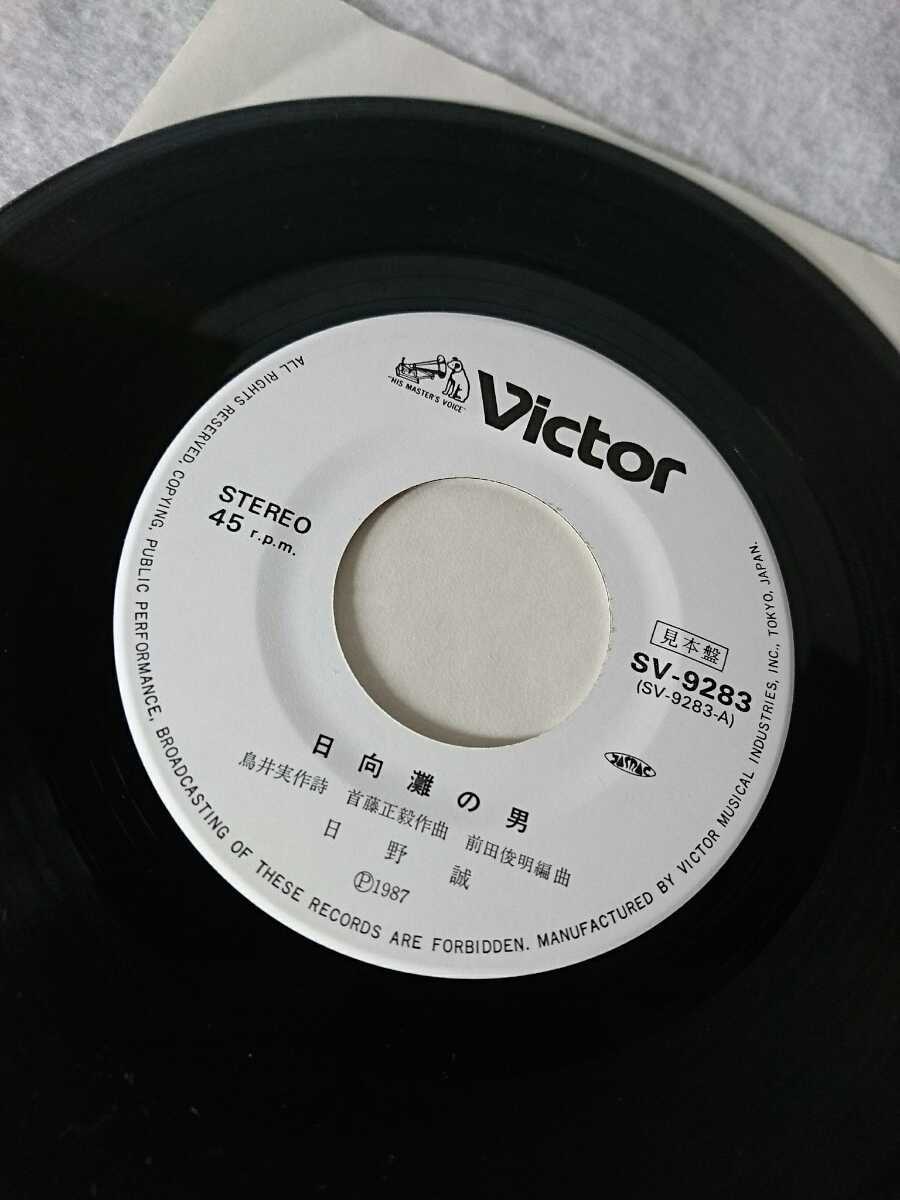 "HIS MASTER'S VOICE"
Victor
STEREO
45 r.p.m.
見本盤
SV-9283
(SV-9283-A)
JASRAC
日向灘の男
鳥井実作詩 首藤正毅作曲 前田俊明編曲
日野誠
Ⓟ1987
ALL RIGHTS RESERVED. COPYING, PUBLIC PERFORMANCE, BROADCASTING OF THESE RECORDS ARE FORBIDDEN. MANUFACTURED BY VICTOR MUSICAL INDUSTRIES, INC., TOKYO, JAPAN.